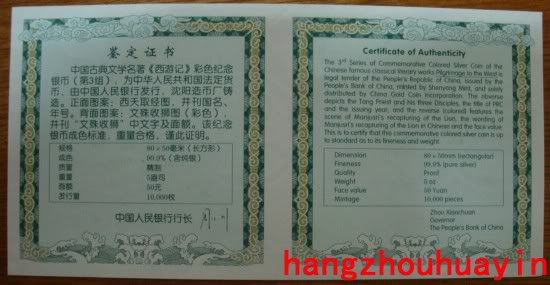 鉴定证书
中国古典文学名著《西游记》彩色纪念
银币（第3组），为中华人民共和国法定货
币，由中国人民银行发行，沈阳造币厂铸
造。正面图案：西天取经图，并刊国名、
年号。背面图案：文殊收狮图（彩色），
并刊“文殊收狮”中文字及面额。该纪念
银币成色标准，重量合格，谨此证明。
规格 80×50毫米（长方形）
成色 99.9%（含纯银）
质量 精制
重量 5盎司
面额 50元
发行量 10,000枚
中国人民银行行长
Certificate of Authenticity
The 3rd Series of Commemorative Colored Silver Coin of the
Chinese famous classical literary works Pilgrimage to the West is
legal tender of the People's Republic of China, issued by the
People's Bank of China, minted by Shenyang Mint, and solely
distributed by China Gold Coin Incorporation. The obverse
depicts the Tang Priest and his Three Disciples, the title of PRC
and the issuing year, and the reverse colored features the
scene of Manjusri's recapturing of the Lion, the wording of
Manjusri's recapturing of the Lion in Chinese and the face value.
This is to certify that the commemorative colored silver coin is up
to standard as to its fineness and weight.
Dimension 80×50mm (rectangular)
Fineness 99.9% (pure silver)
Quality Proof
Weight 5 oz
Face value 50 Yuan
Mintage 10,000 pieces
Zhou Xiaochuan
Governor
The People's Bank of China
hangzhouhuayin